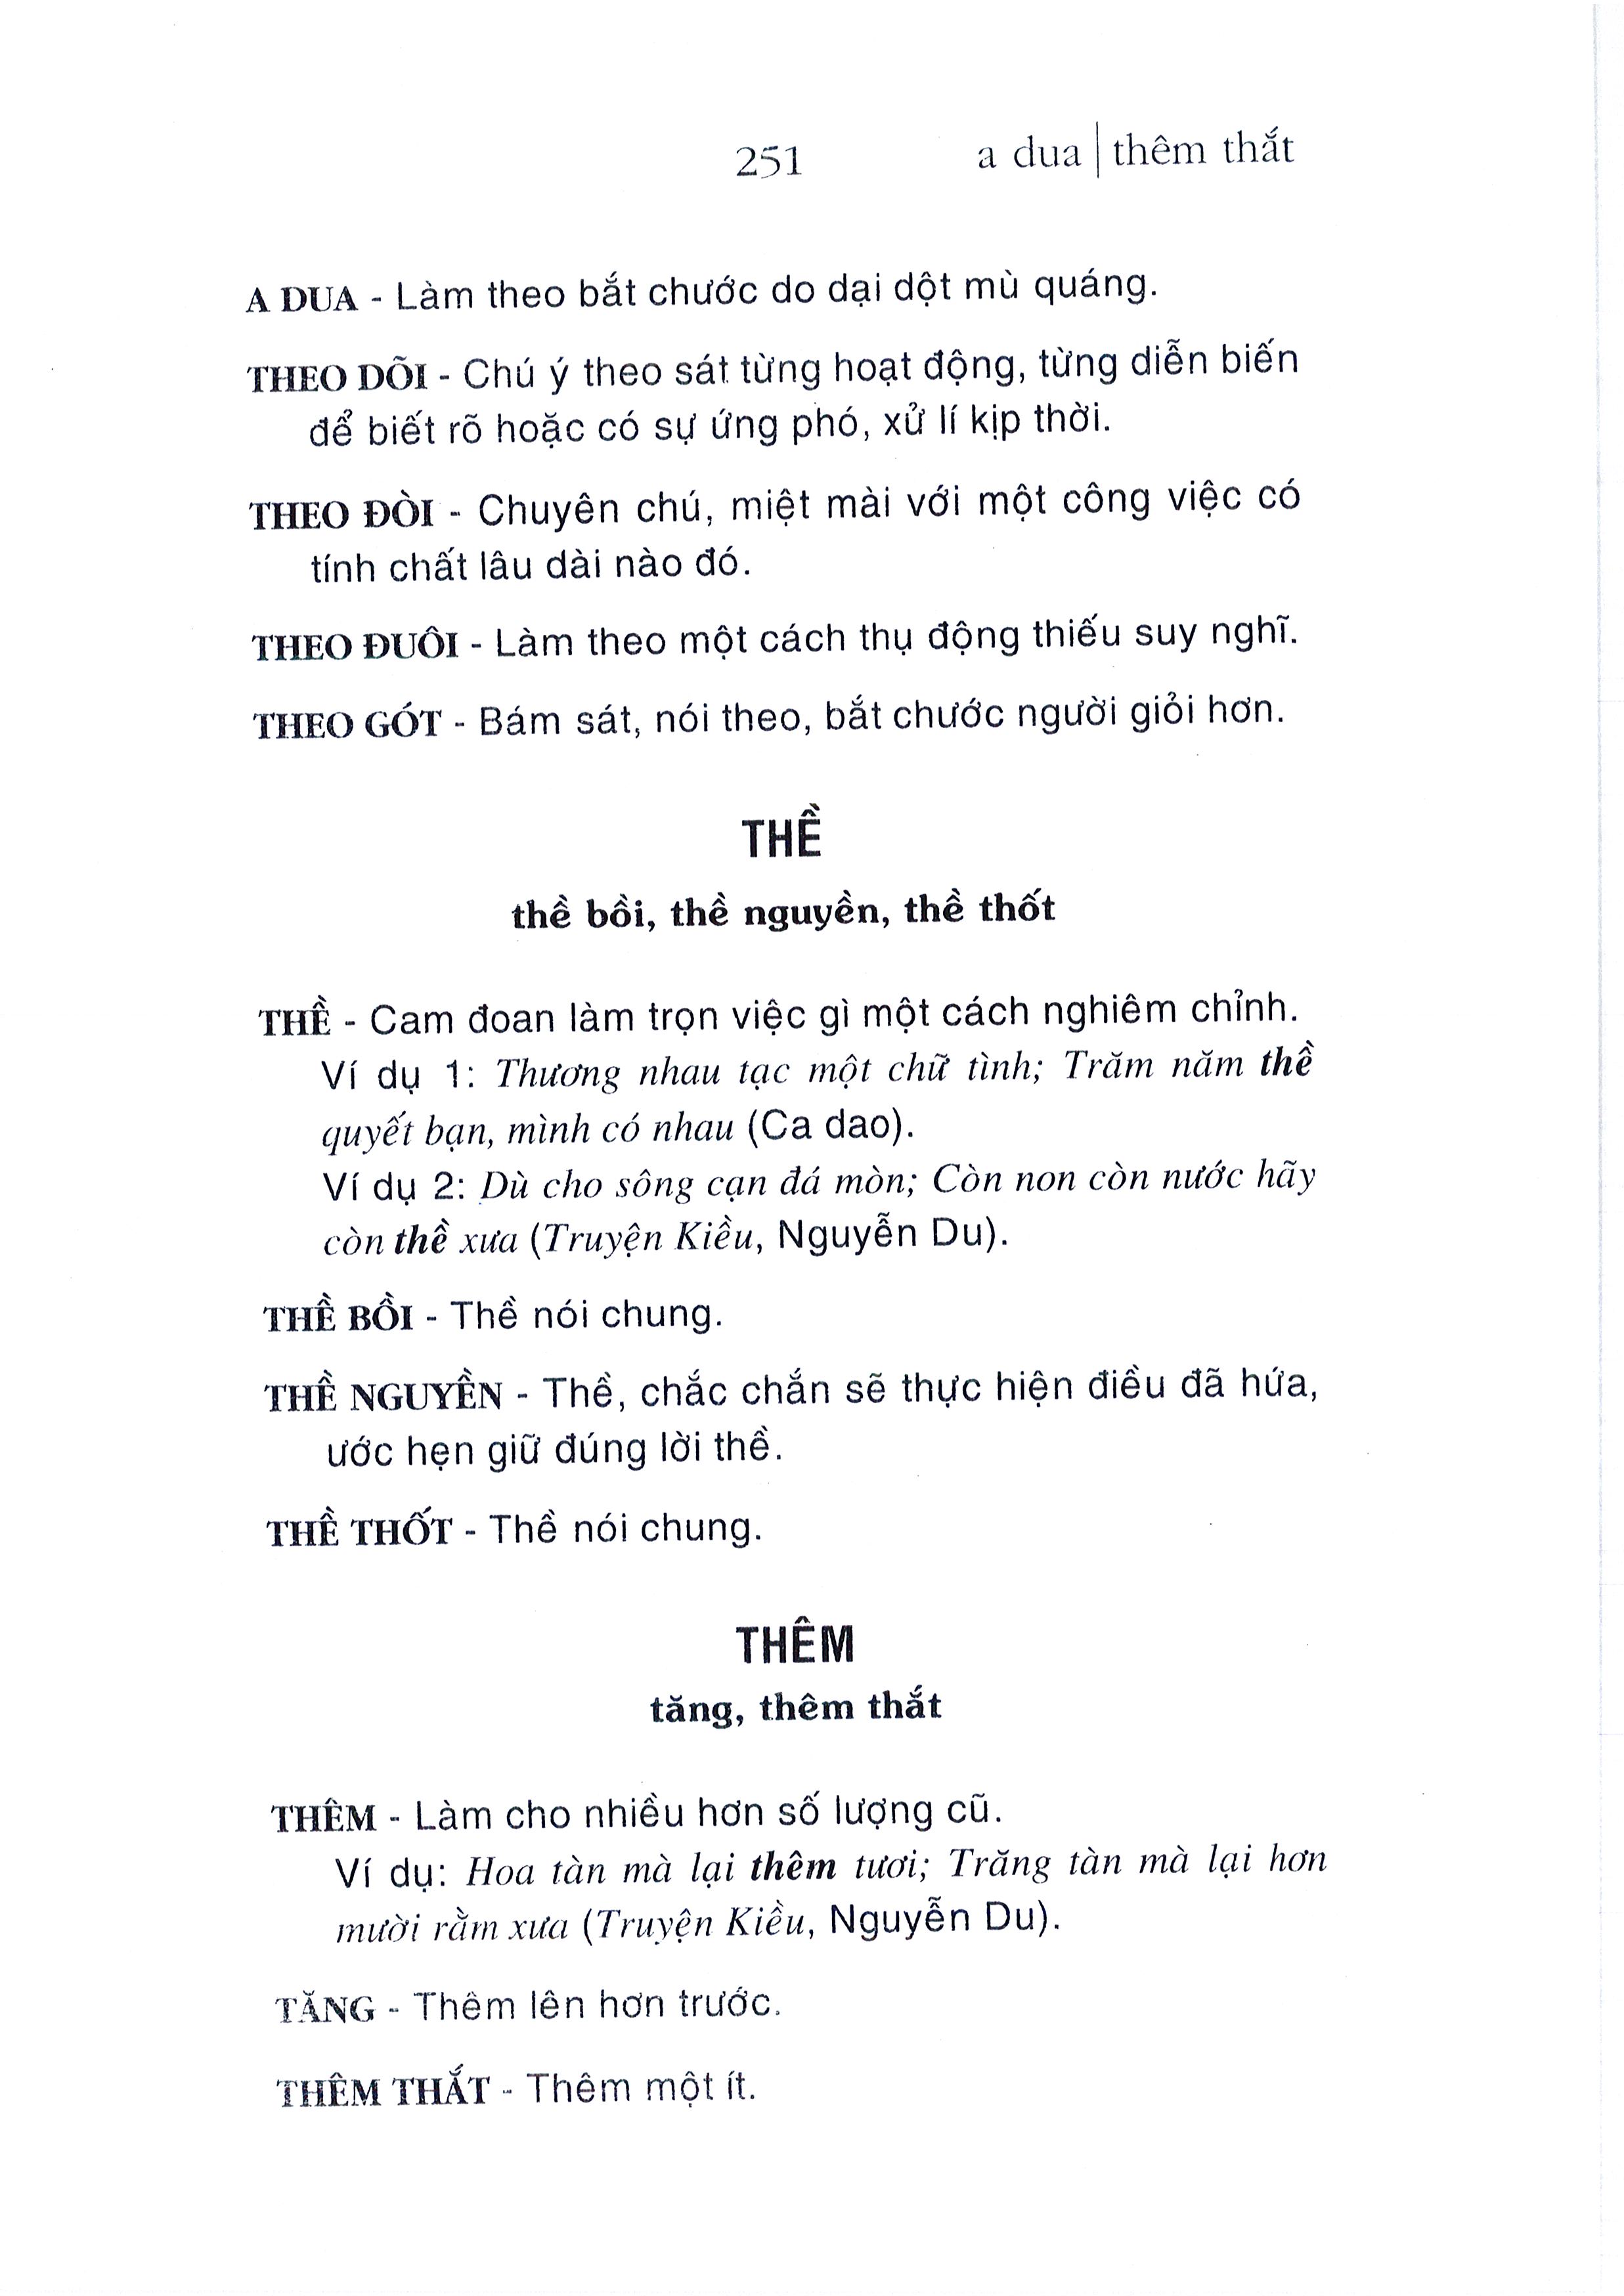 251 a dua | thêm thắt
A DUA - Làm theo bắt chước do dại dột mù quáng.
THEO DÕI - Chú ý theo sát từng hoạt động, từng diễn biến
để biết rõ hoặc có sự ứng phó, xử lí kịp thời.
THEO ĐÒI - Chuyên chú, miệt mài với một công việc có
tính chất lâu dài nào đó.
THEO ĐUÔI - Làm theo một cách thụ động thiếu suy nghĩ.
THEO GÓT - Bám sát, nói theo, bắt chước người giỏi hơn.
THỀ
thề bồi, thề nguyền, thề thốt
THỀ - Cam đoan làm trọn việc gì một cách nghiêm chỉnh.
Ví dụ 1: Thương nhau tạc một chữ tình; Trăm năm thề
quyết bạn, mình có nhau (Ca dao).
Ví dụ 2: Dù cho sông cạn đá mòn; Còn non còn nước hãy
còn thề xưa (Truyện Kiều, Nguyễn Du).
THỀ BỒI - Thề nói chung.
THỀ NGUYỀN - Thề, chắc chắn sẽ thực hiện điều đã hứa,
ước hẹn giữ đúng lời thề.
THỀ THỐT - Thề nói chung.
THÊM
tăng, thêm thắt
THÊM - Làm cho nhiều hơn số lượng cũ.
Ví dụ: Hoa tàn mà lại thêm tươi; Trăng tàn mà lại hơn
mười rằm xưa (Truyện Kiều, Nguyễn Du).
TĂNG - Thêm lên hơn trước.
THÊM THẮT - Thêm một ít.